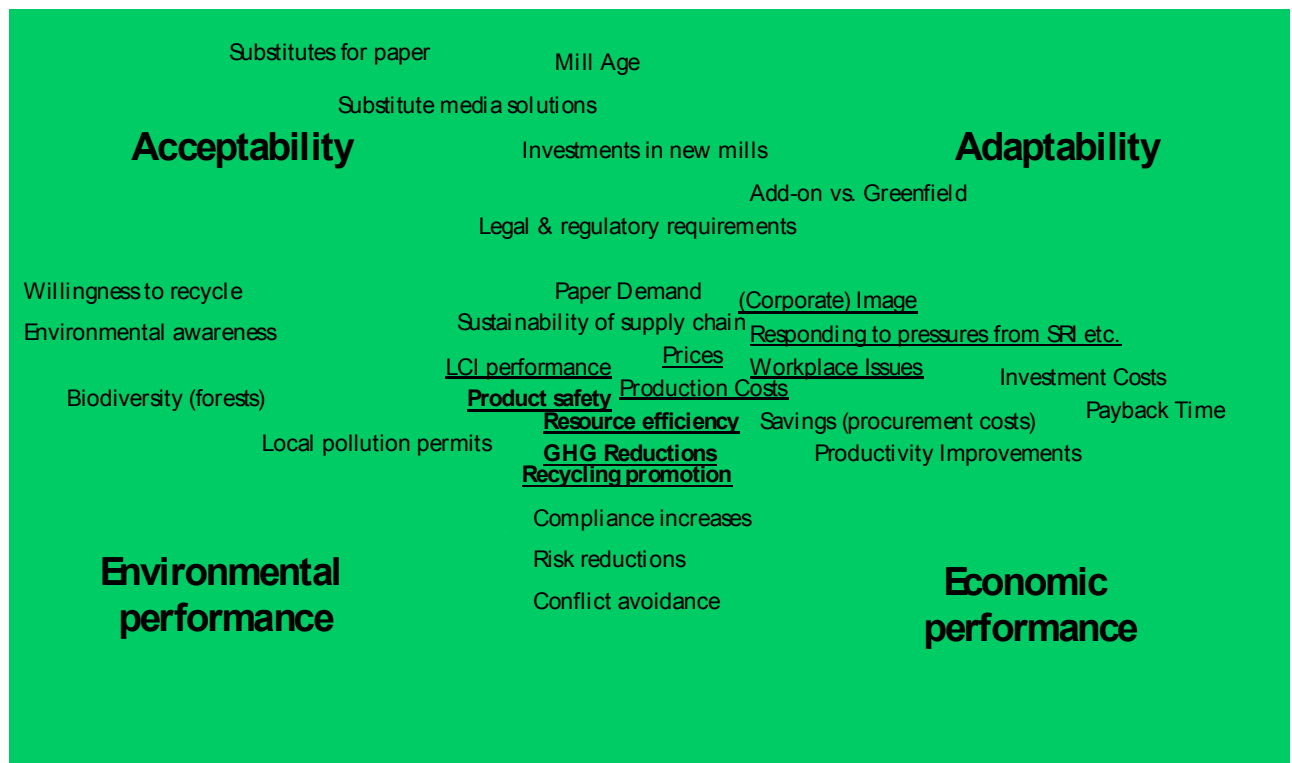 Substitutes for paper
Mill Age
Substitute media solutions
Acceptability
Investments in new mills
Adaptability
Add-on vs. Greenfield
Legal & regulatory requirements
Willingness to recycle
Paper Demand
(Corporate) Image
Environmental awareness
Sustainability of supply chain
Responding to pressures from SRI etc.
Prices
LCI performance
Workplace Issues
Investment Costs
Production Costs
Biodiversity (forests)
Product safety
Payback Time
Resource efficiency
Savings (procurement costs)
Local pollution permits
GHG Reductions
Productivity Improvements
Recycling promotion
Compliance increases
Risk reductions
Conflict avoidance
Environmental
performance
Economic
performance